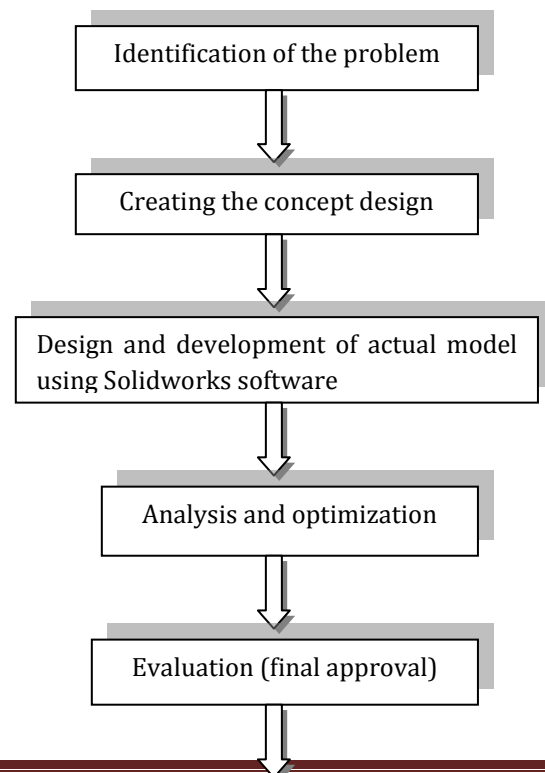 Identification of the problem
Creating the concept design
Design and development of actual model
using Solidworks software
Analysis and optimization
Evaluation (final approval)